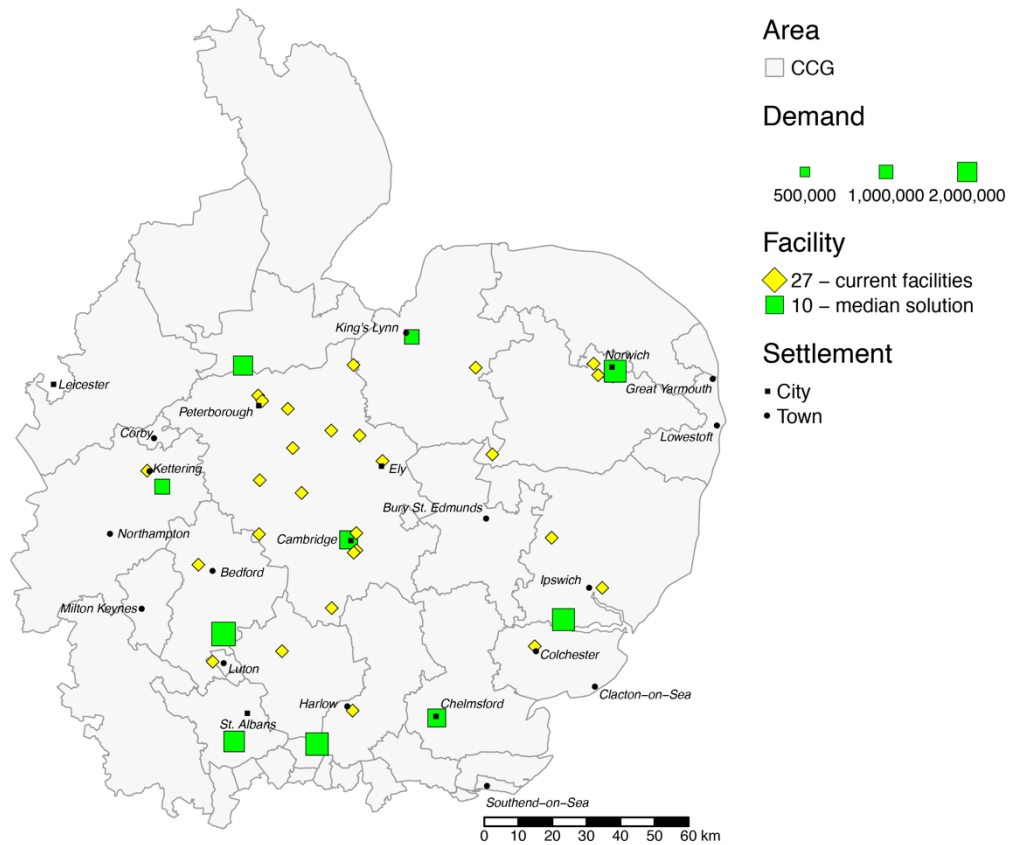 Area
CCG
Demand
500,000 1,000,000 2,000,000
Facility
27 – current facilities
10 – median solution
Settlement
City
Town
King's Lynn
Norwich
Great Yarmouth
Leicester
Peterborough
Lowestoft
Corby
Kettering
Ely
Bury St. Edmunds
Northampton
Cambridge
Bedford
Ipswich
Milton Keynes
Colchester
Luton
Clacton−on−Sea
Harlow
Chelmsford
St. Albans
Southend−on−Sea
0 10 20 30 40 50 60 km